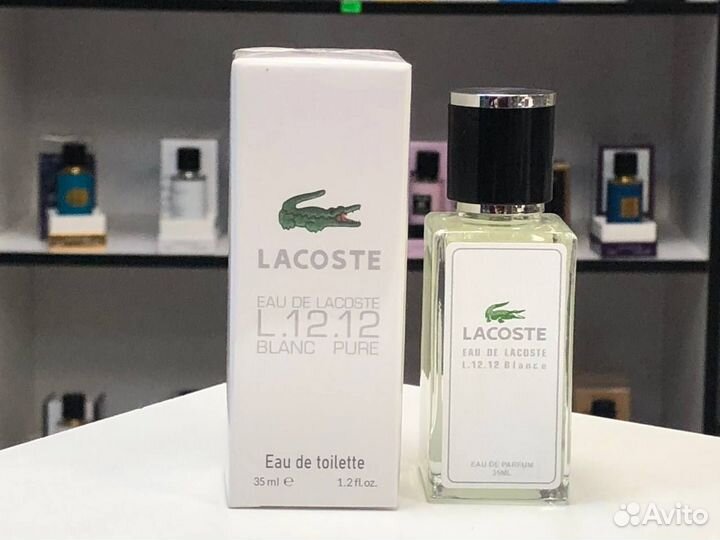 LACOSTE
EAU DE LACOSTE
L.12.12
BLANC PURE
Eau de toilette
35 ml e 1.2 fl.oz.
LACOSTE
EAU DE LACOSTE
L.12.12 Blance
EAU DE PARFUM
35ML
Avito